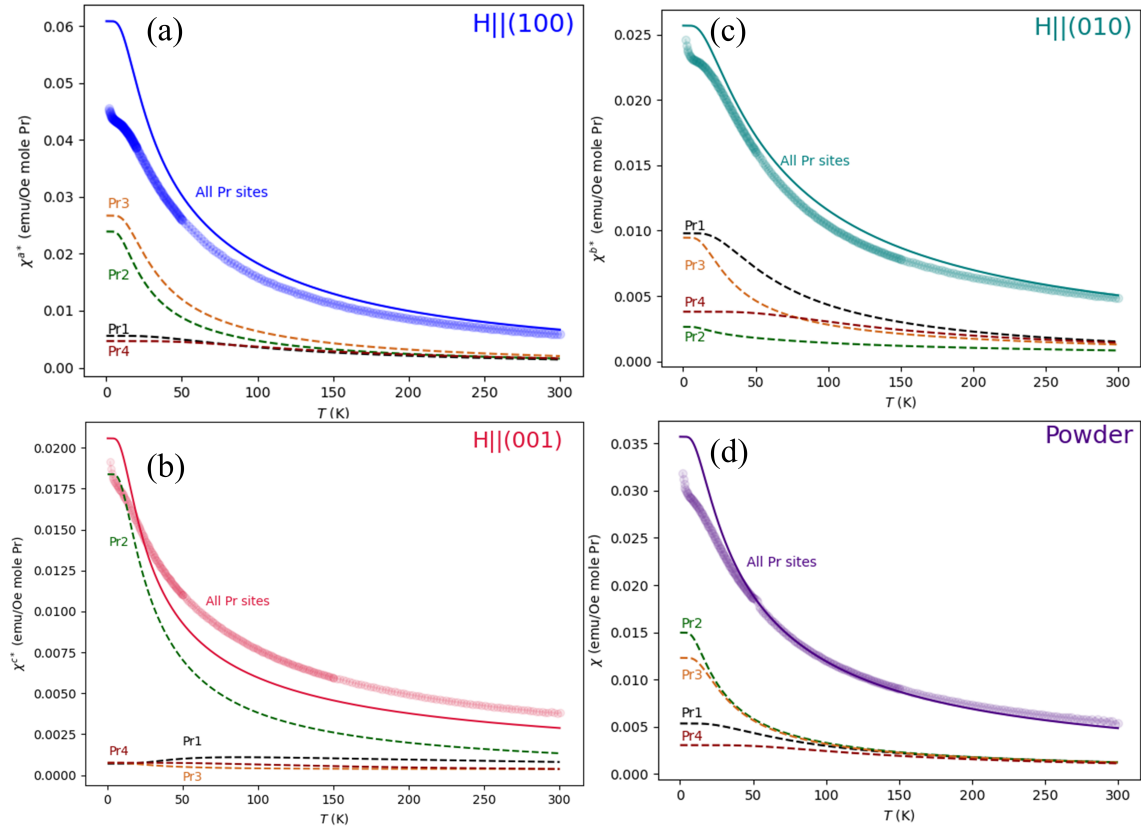 (a)
H||(100)
0.06
0.05
0.04
0.03
0.02
0.01
0.00
χᵃ* (emu/Oe mole Pr)
All Pr sites
Pr3
Pr2
Pr1
Pr4
0 50 100 150 200 250 300
T (K)
(c)
H||(010)
0.025
0.020
0.015
0.010
0.005
0.000
χᵇ* (emu/Oe mole Pr)
All Pr sites
Pr1
Pr3
Pr4
Pr2
0 50 100 150 200 250 300
T (K)
(b)
H||(001)
0.0200
0.0175
0.0150
0.0125
0.0100
0.0075
0.0050
0.0025
0.0000
χᶜ* (emu/Oe mole Pr)
Pr2
All Pr sites
Pr1
Pr4
Pr3
0 50 100 150 200 250 300
T (K)
(d)
Powder
0.035
0.030
0.025
0.020
0.015
0.010
0.005
0.000
χ (emu/Oe mole Pr)
All Pr sites
Pr2
Pr3
Pr1
Pr4
0 50 100 150 200 250 300
T (K)